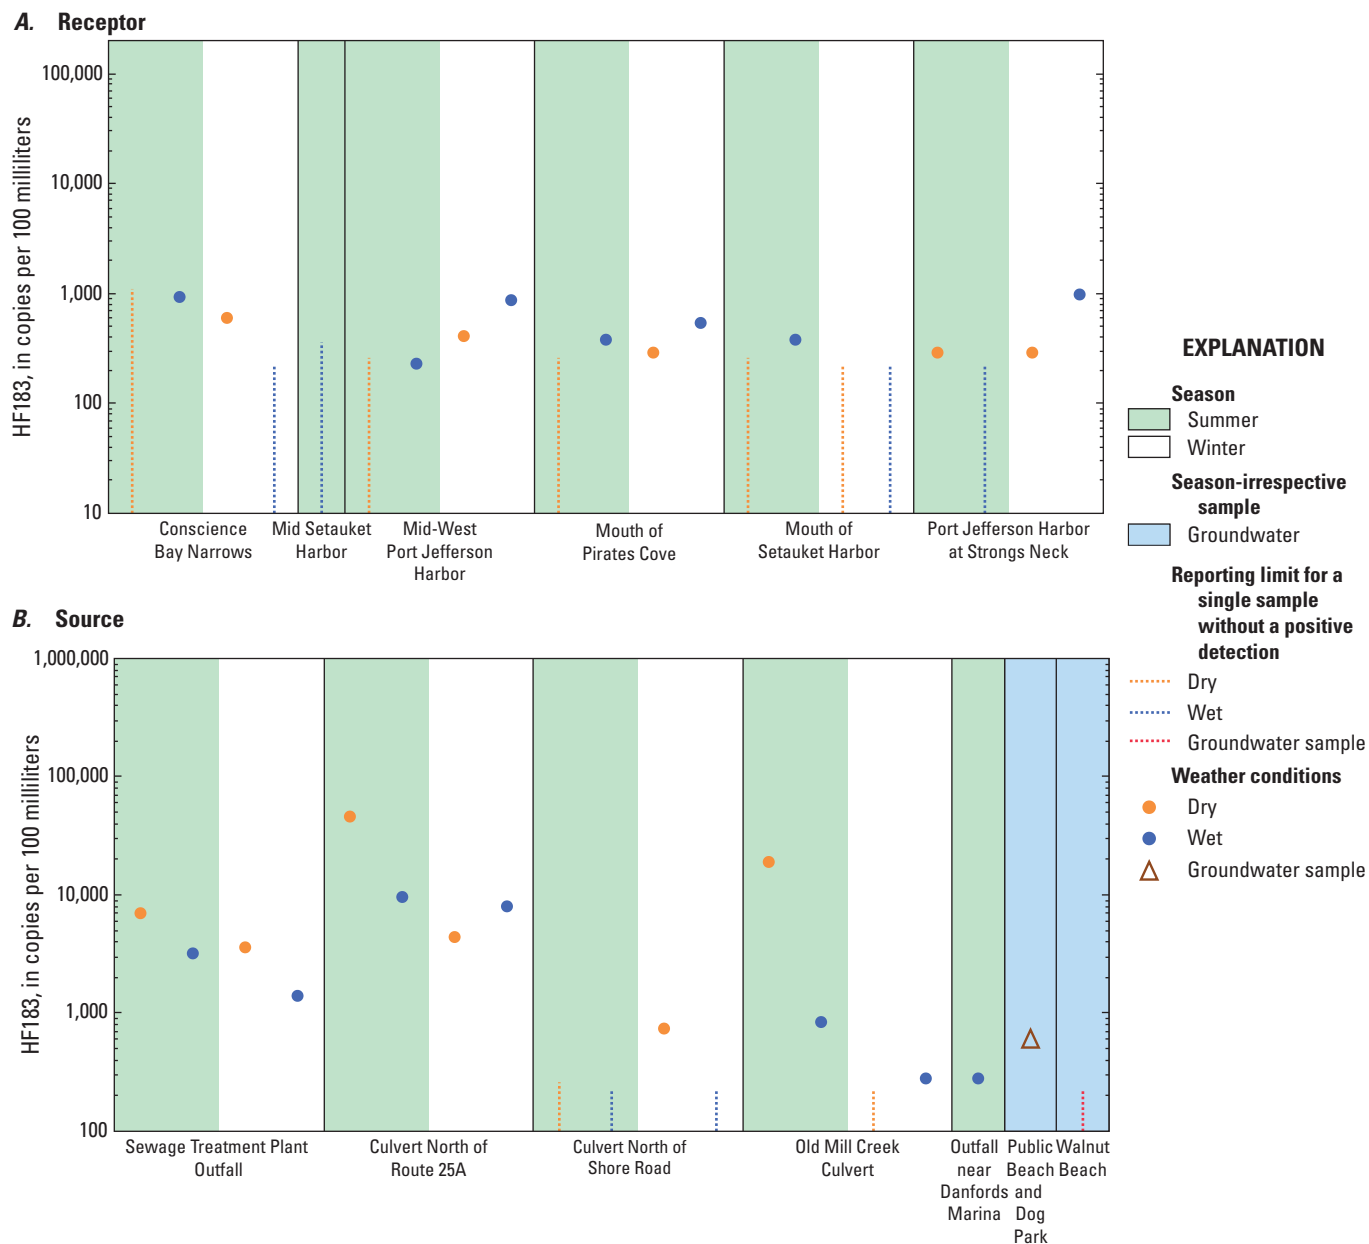 A. Receptor
HF183, in copies per 100 milliliters
100,000
10,000
1,000
100
10
Conscience
Bay Narrows
Mid Setauket
Harbor
Mid-West
Port Jefferson
Harbor
Mouth of
Pirates Cove
Mouth of
Setauket Harbor
Port Jefferson Harbor
at Strongs Neck
B. Source
HF183, in copies per 100 milliliters
1,000,000
100,000
10,000
1,000
100
Sewage Treatment Plant
Outfall
Culvert North of
Route 25A
Culvert North of
Shore Road
Old Mill Creek
Culvert
Outfall
near
Danfords
Marina
Public
Beach
and
Dog
Park
Walnut
Beach
EXPLANATION
Season
Summer
Winter
Season-irrespective
sample
Groundwater
Reporting limit for a
single sample
without a positive
detection
Dry
Wet
Groundwater sample
Weather conditions
Dry
Wet
Groundwater sample